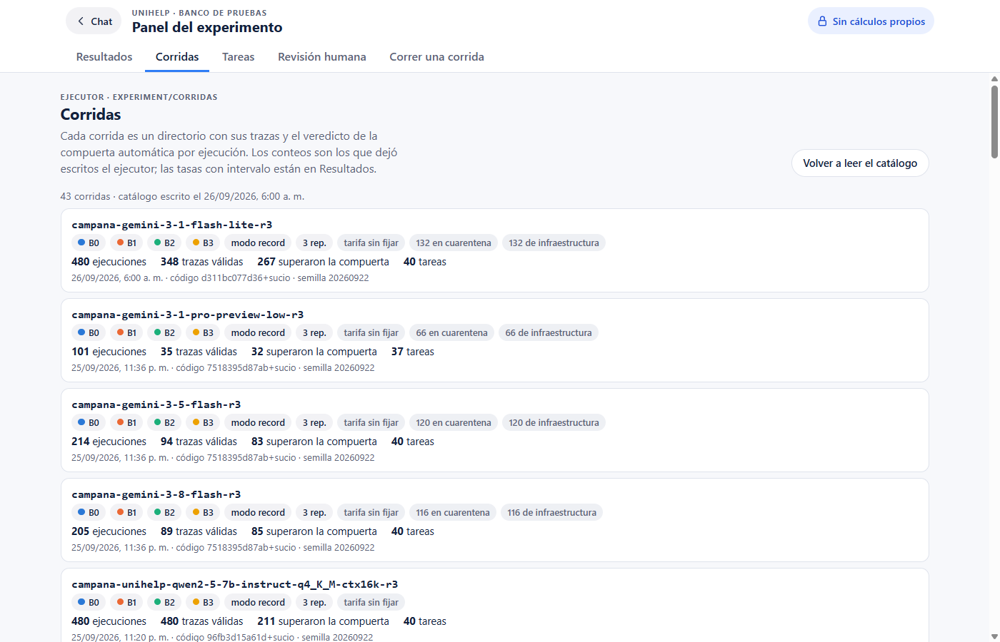 Chat
UNIHELP · BANCO DE PRUEBAS
Panel del experimento
Sin cálculos propios
Resultados
Corridas
Tareas
Revisión humana
Correr una corrida
EJECUTOR · EXPERIMENT/CORRIDAS
Corridas
Cada corrida es un directorio con sus trazas y el veredicto de la
compuerta automática por ejecución. Los conteos son los que dejó
escritos el ejecutor; las tasas con intervalo están en Resultados.
Volver a leer el catálogo
43 corridas · catálogo escrito el 26/09/2026, 6:00 a. m.
campana-gemini-3-1-flash-lite-r3
B0 B1 B2 B3 modo record 3 rep. tarifa sin fijar 132 en cuarentena 132 de infraestructura
480 ejecuciones 348 trazas válidas 267 superaron la compuerta 40 tareas
26/09/2026, 6:00 a. m. · código d311bc077d36+sucio · semilla 20260922
campana-gemini-3-1-pro-preview-low-r3
B0 B1 B2 B3 modo record 3 rep. tarifa sin fijar 66 en cuarentena 66 de infraestructura
101 ejecuciones 35 trazas válidas 32 superaron la compuerta 37 tareas
25/09/2026, 11:36 p. m. · código 7518395d87ab+sucio · semilla 20260922
campana-gemini-3-5-flash-r3
B0 B1 B2 B3 modo record 3 rep. tarifa sin fijar 120 en cuarentena 120 de infraestructura
214 ejecuciones 94 trazas válidas 83 superaron la compuerta 40 tareas
25/09/2026, 11:36 p. m. · código 7518395d87ab+sucio · semilla 20260922
campana-gemini-3-8-flash-r3
B0 B1 B2 B3 modo record 3 rep. tarifa sin fijar 116 en cuarentena 116 de infraestructura
205 ejecuciones 89 trazas válidas 85 superaron la compuerta 40 tareas
25/09/2026, 11:36 p. m. · código 7518395d87ab+sucio · semilla 20260922
campana-unihelp-qwen2-5-7b-instruct-q4_K_M-ctx16k-r3
B0 B1 B2 B3 modo record 3 rep. tarifa sin fijar
480 ejecuciones 480 trazas válidas 211 superaron la compuerta 40 tareas
25/09/2026, 11:20 p. m. · código 96fb3d15a61d+sucio · semilla 20260922